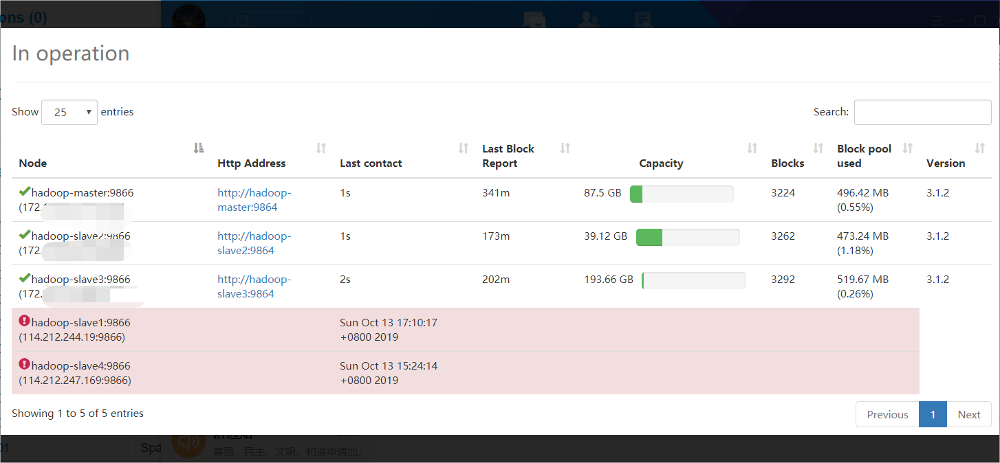 ons (0)
In operation
Show 25 entries
Search:
Node
Http Address
Last contact
Last Block
Report
Capacity
Blocks
Block pool
used
Version
hadoop-master:9866
(172.
http://hadoop-
master:9864
1s
341m
87.5 GB
3224
496.42 MB
(0.55%)
3.1.2
hadoop-slave2:9866
(172.
http://hadoop-
slave2:9864
1s
173m
39.12 GB
3262
473.24 MB
(1.18%)
3.1.2
hadoop-slave3:9866
(172.
http://hadoop-
slave3:9864
2s
202m
193.66 GB
3292
519.67 MB
(0.26%)
3.1.2
hadoop-slave1:9866
(114.212.244.19:9866)
Sun Oct 13 17:10:17
+0800 2019
hadoop-slave4:9866
(114.212.247.169:9866)
Sun Oct 13 15:24:14
+0800 2019
Showing 1 to 5 of 5 entries
Previous 1 Next
01
Spa
富强、民主、文明、和谐申请加入